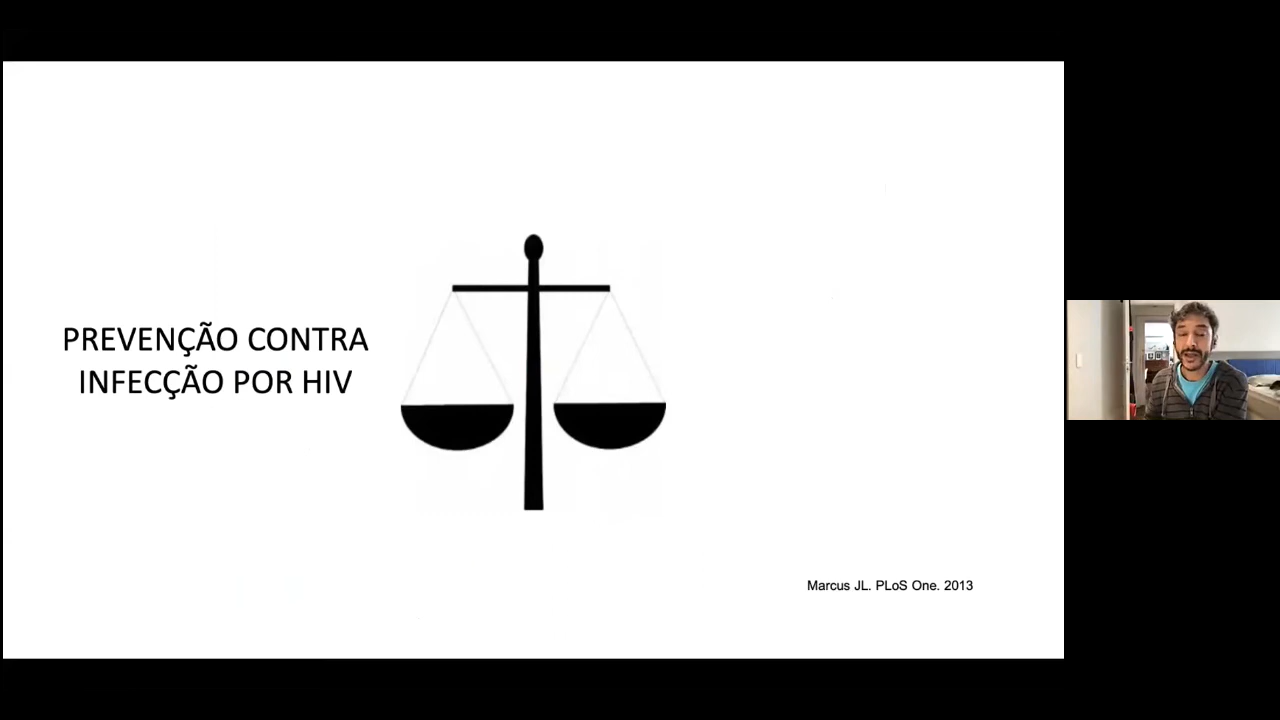 PREVENÇÃO CONTRA
INFECÇÃO POR HIV
Marcus JL. PLoS One. 2013